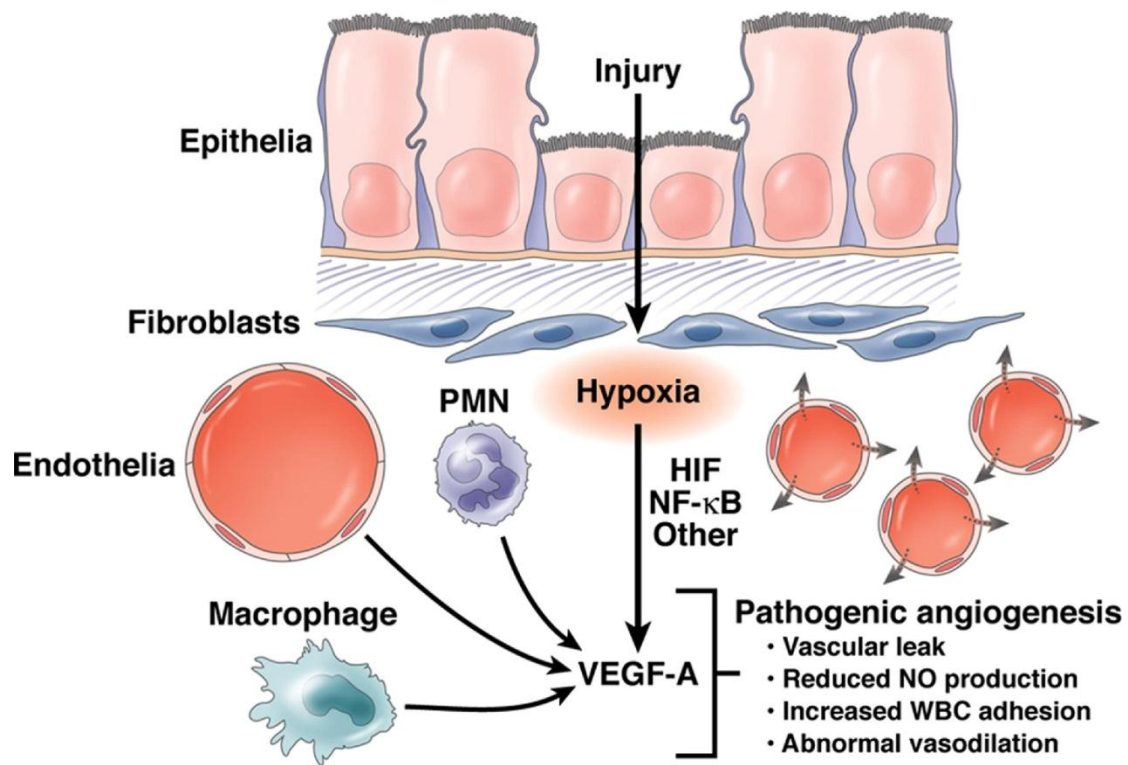 Injury
Epithelia
Fibroblasts
Hypoxia
PMN
Endothelia
HIF
NF-κB
Other
Macrophage
VEGF-A
Pathogenic angiogenesis
· Vascular leak
· Reduced NO production
· Increased WBC adhesion
· Abnormal vasodilation